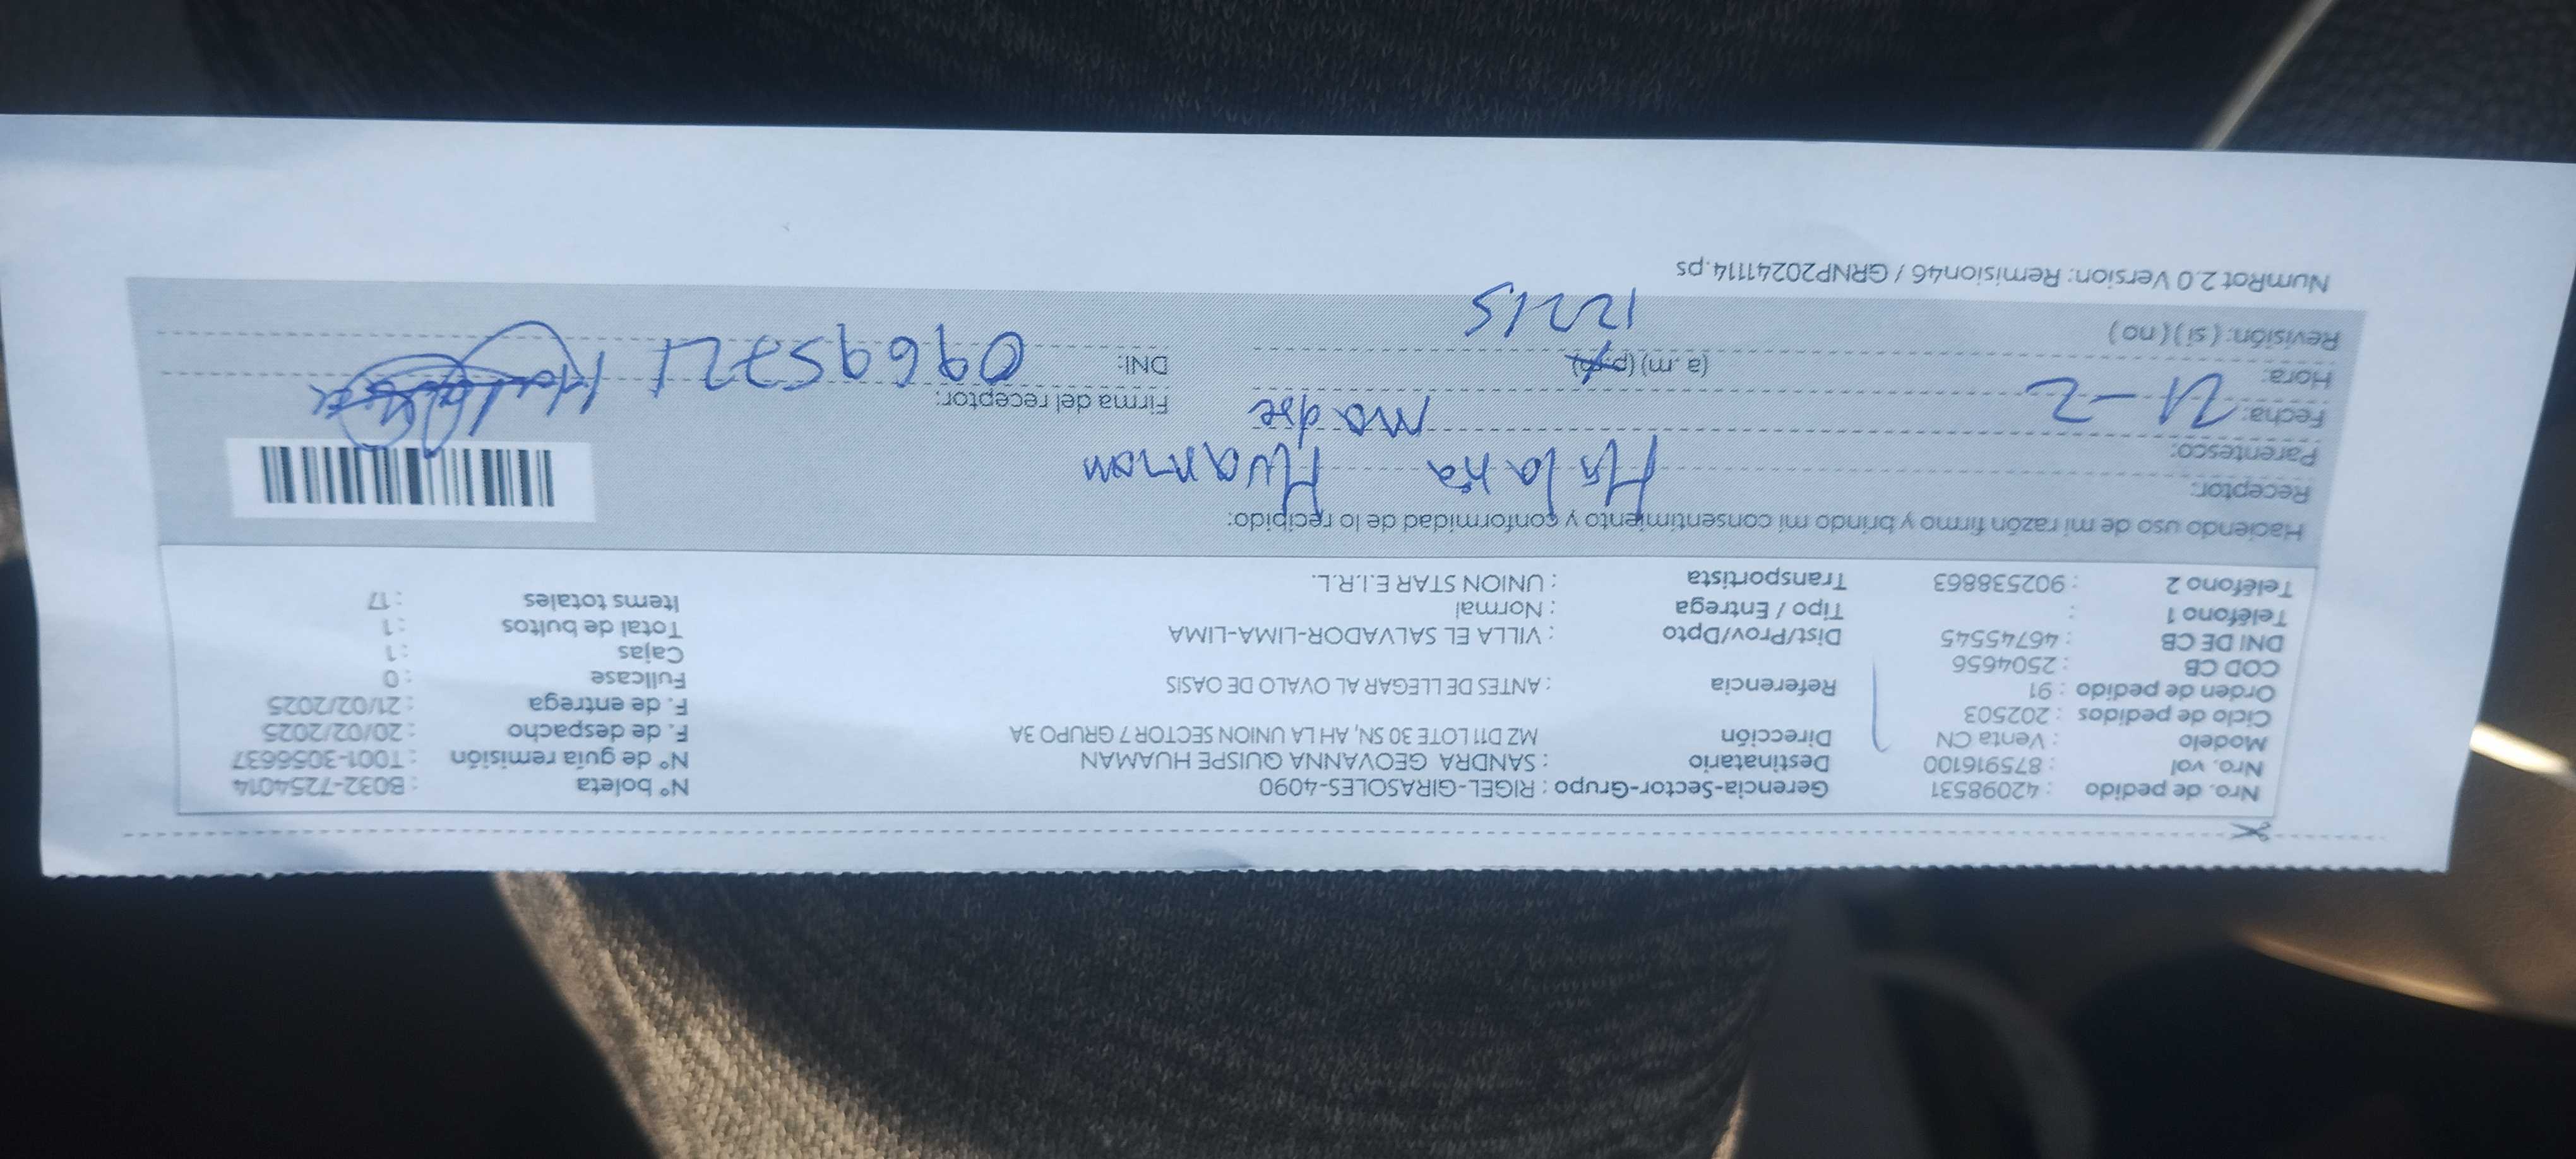 Nro. de pedido : 42098531 Gerencia-Sector-Grupo : RIGEL-GIRASOLES-4090 N° boleta : B032-7254014
Nro. vol : 875916100 Destinatario : SANDRA GEOVANNA QUISPE HUAMAN N° de guía remisión : T001-3056637
Modelo : Venta CN Dirección MZ D11 LOTE 30 SN, AH LA UNION SECTOR 7 GRUPO 3A F. de despacho : 20/02/2025
Ciclo de pedidos : 202503 F. de entrega : 21/02/2025
Orden de pedido : 91 Referencia : ANTES DE LLEGAR AL OVALO DE OASIS Fullcase : 0
COD CB : 2504656 Cajas : 1
DNI DE CB : 46745545 Dist/Prov/Dpto : VILLA EL SALVADOR-LIMA-LIMA Total de bultos : 1
Teléfono 1 : Tipo / Entrega : Normal Items totales : 17
Teléfono 2 : 902538863 Transportista : UNION STAR E.I.R.L.
Haciendo uso de mi razón firmo y brindo mi consentimiento y conformidad de lo recibido:
Receptor: Huaman
Parentesco: madre
Fecha: 21-2 Firma del receptor:
Hora: (a.m) (p.m) 1221S DNI: 09695721
Revisión: (si) (no)
NumRot 2.0 Version: Remision46 / GRNP20241114.ps